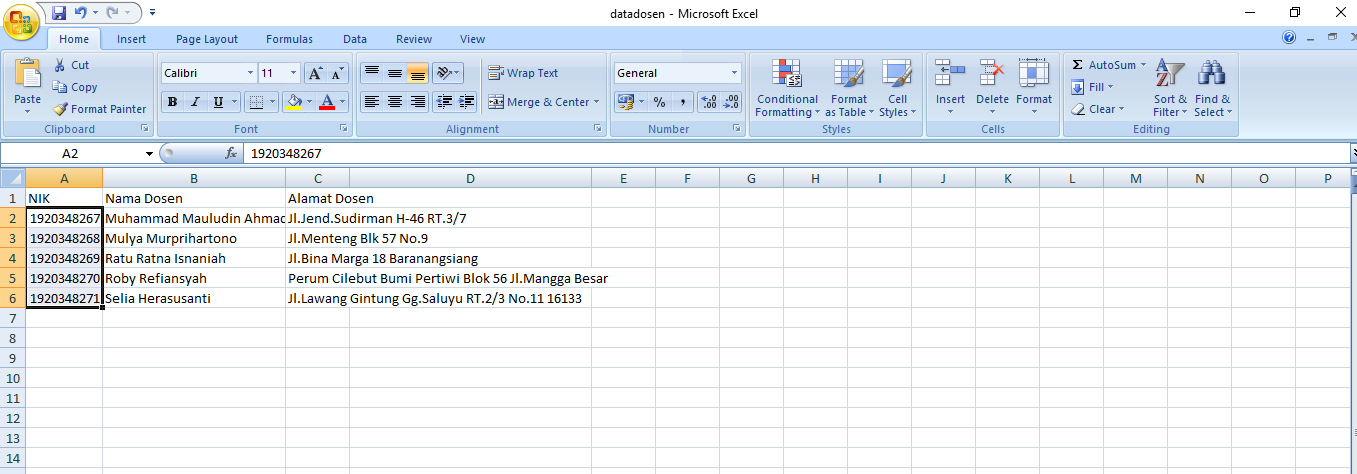 datadosen - Microsoft Excel
Home Insert Page Layout Formulas Data Review View
Paste
Cut
Copy
Format Painter
Clipboard
Calibri 11
B I U
Font
Wrap Text
Merge & Center
Alignment
General
% ,
Number
Conditional Formatting
Format as Table
Cell Styles
Styles
Insert Delete Format
Cells
Σ AutoSum
Fill
Clear
Sort & Filter
Find & Select
Editing
A2 fx 1920348267
A B C D E F G H I J K L M N O P
1 NIK Nama Dosen Alamat Dosen
2 1920348267 Muhammad Mauludin Ahmad Jl.Jend.Sudirman H-46 RT.3/7
3 1920348268 Mulya Murprihartono Jl.Menteng Blk 57 No.9
4 1920348269 Ratu Ratna Isnaniah Jl.Bina Marga 18 Baranangsiang
5 1920348270 Roby Refiansyah Perum Cilebut Bumi Pertiwi Blok 56 Jl.Mangga Besar
6 1920348271 Selia Herasusanti Jl.Lawang Gintung Gg.Saluyu RT.2/3 No.11 16133
7
8
9
10
11
12
13
14